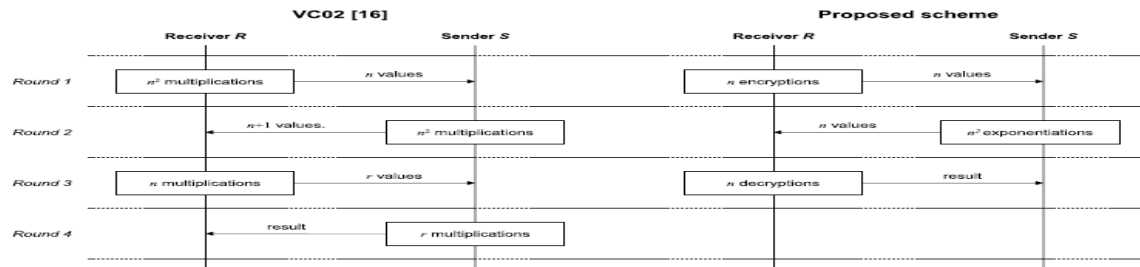 VC02 [16] Proposed scheme
Receiver R Sender S Receiver R Sender S
Round 1 n² multiplications n values n encryptions n values
Round 2 n+1 values. n² multiplications n values n² exponentiations
Round 3 n multiplications r values n decryptions result
Round 4 result r multiplications